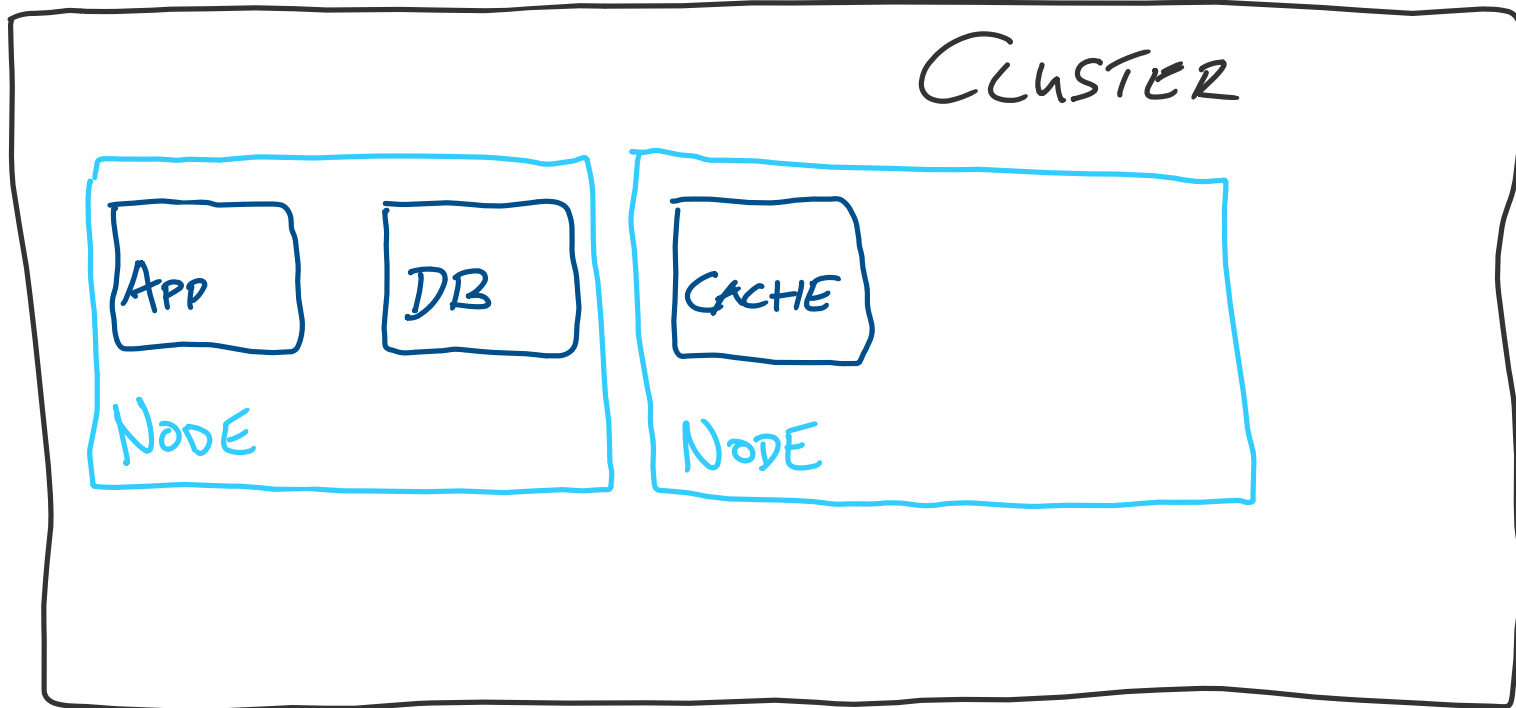 CLUSTER
APP
DB
CACHE
NODE
NODE